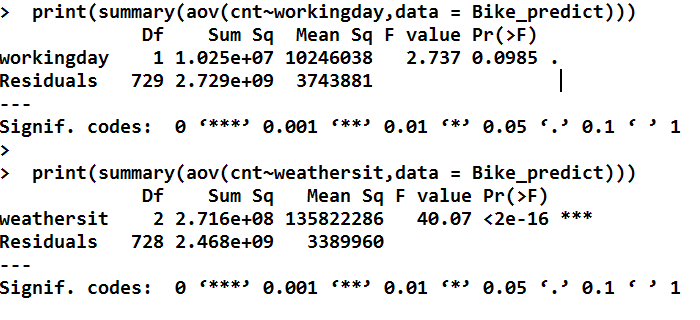 >  print(summary(aov(cnt~workingday,data = Bike_predict)))
             Df    Sum Sq  Mean Sq F value Pr(>F)
workingday    1 1.025e+07 10246038   2.737 0.0985 .
Residuals   729 2.729e+09  3743881
---
Signif. codes:  0 ‘***’ 0.001 ‘**’ 0.01 ‘*’ 0.05 ‘.’ 0.1 ‘ ’ 1
>
>  print(summary(aov(cnt~weathersit,data = Bike_predict)))
             Df    Sum Sq   Mean Sq F value Pr(>F)
weathersit    2 2.716e+08 135822286   40.07 <2e-16 ***
Residuals   728 2.468e+09   3389960
---
Signif. codes:  0 ‘***’ 0.001 ‘**’ 0.01 ‘*’ 0.05 ‘.’ 0.1 ‘ ’ 1